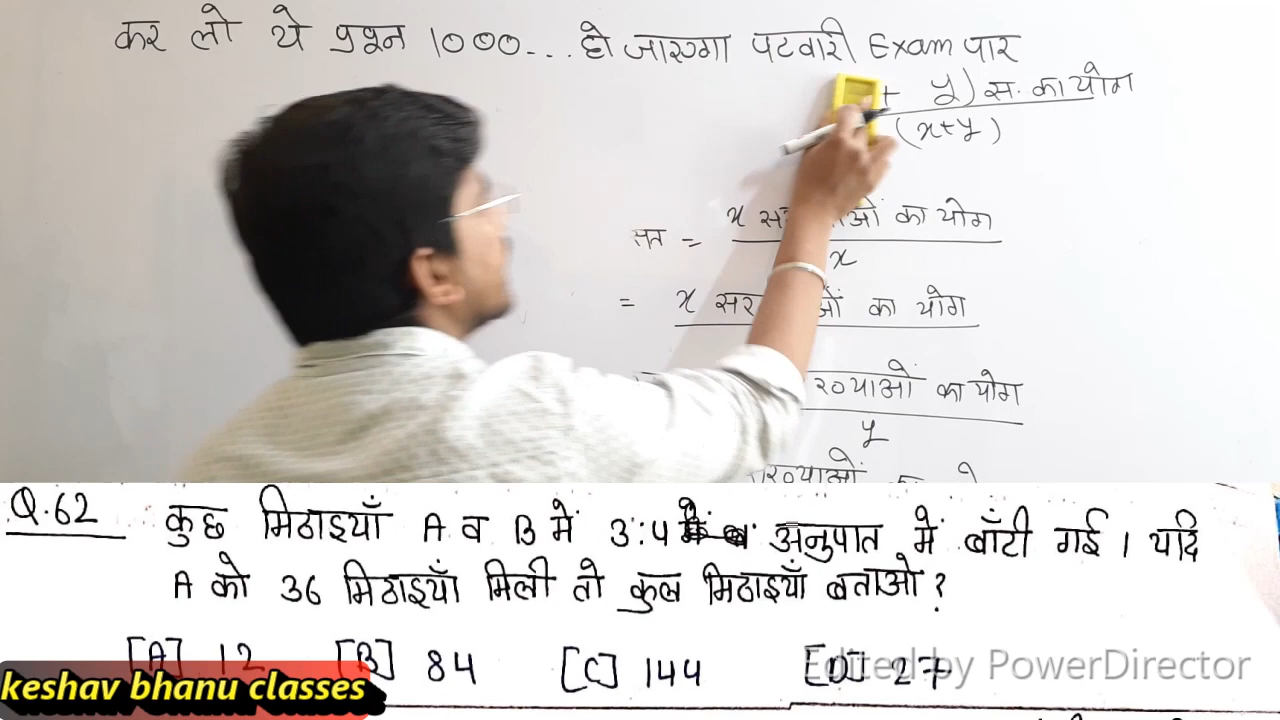 कर लो ये प्रश्न 1000... हो जाएगा पटवारी Exam पार
+ y) स. का योग
(x+y)
सत = x का योग
x
= x का योग
का योग
y
Q.62 कुछ मिठाइयाँ A व B में 3:4 अनुपात में बाँटी गई । यदि
A को 36 मिठाइयाँ मिली तो कुल मिठाइयाँ बताओ ?
[A] 12 [B] 84 [C] 144 [D] 27
Edited by PowerDirector
keshav bhanu classes